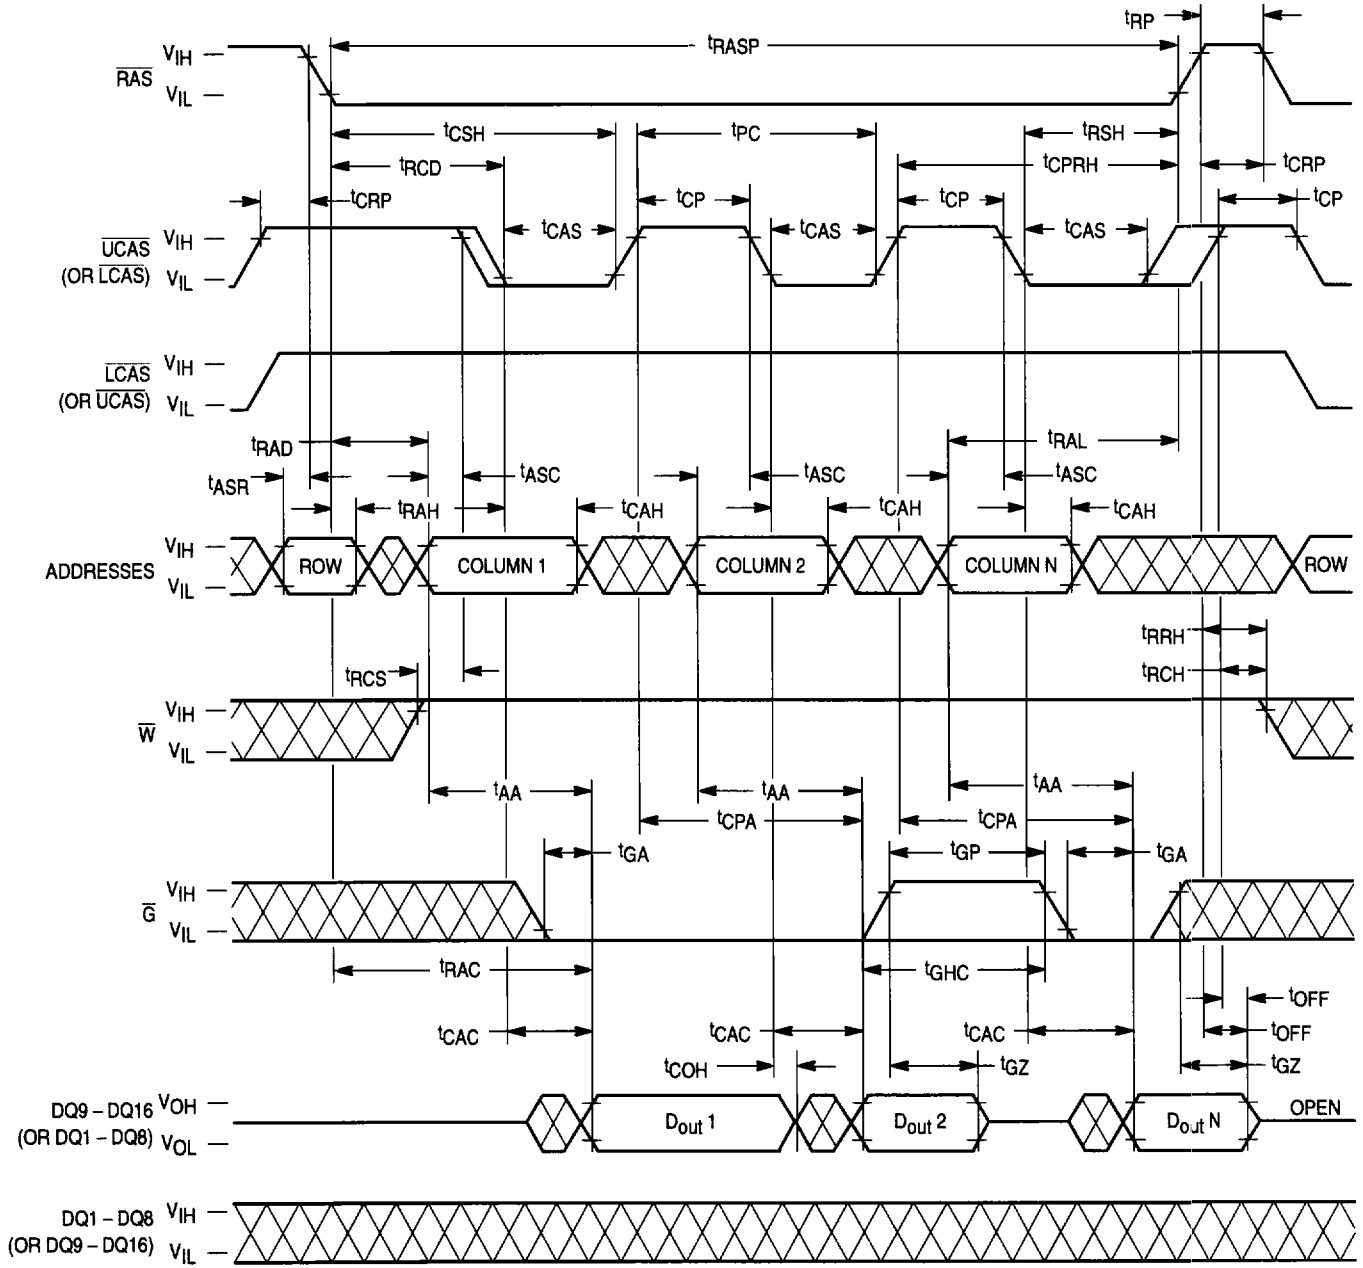 tRP
VIH
RAS
VIL
tRASP
tCSH
tPC
tRSH
tRCD
tCPRH
tCRP
tCRP
tCP
tCP
tCP
UCAS
(OR LCAS)
VIH
VIL
tCAS
tCAS
tCAS
LCAS
(OR UCAS)
VIH
VIL
tRAD
tRAL
tASR
tASC
tASC
tASC
tRAH
tCAH
tCAH
tCAH
ADDRESSES
VIH
VIL
ROW
COLUMN 1
COLUMN 2
COLUMN N
ROW
tRRH
tRCS
tRCH
W
VIH
VIL
tAA
tAA
tAA
tCPA
tCPA
tGA
tGP
tGA
G
VIH
VIL
tRAC
tGHC
tOFF
tCAC
tCAC
tCAC
tOFF
tCOH
tGZ
tGZ
DQ9 – DQ16
(OR DQ1 – DQ8)
VOH
VOL
Dout 1
Dout 2
Dout N
OPEN
DQ1 – DQ8
(OR DQ9 – DQ16)
VIH
VIL